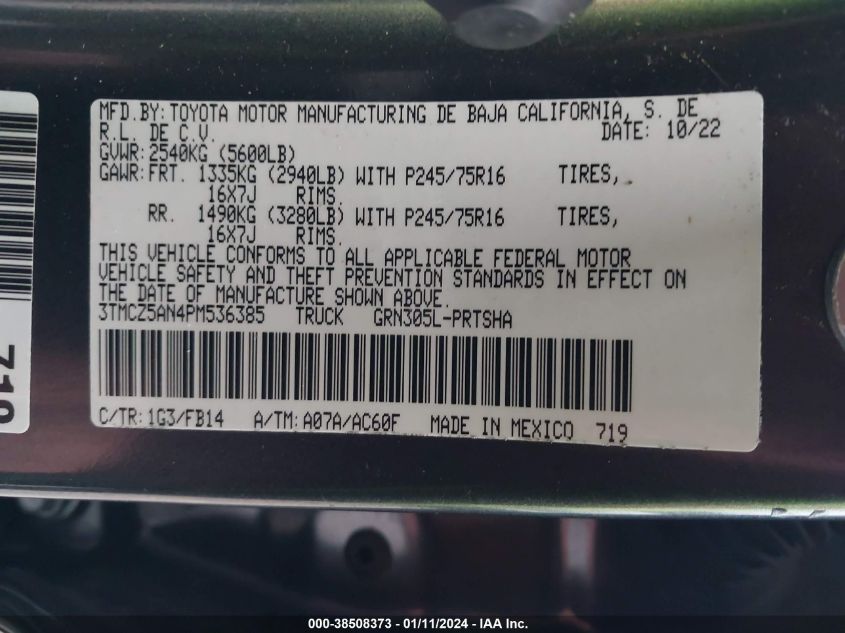 MFD.BY: TOYOTA MOTOR MANUFACTURING DE BAJA CALIFORNIA, S. DE
R.L. DE C.V. DATE: 10/22
GVWR: 2540KG (5600LB)
GAWR: FRT. 1335KG (2940LB) WITH P245/75R16 TIRES,
16X7J RIMS.
RR. 1490KG (3280LB) WITH P245/75R16 TIRES,
16X7J RIMS.
THIS VEHICLE CONFORMS TO ALL APPLICABLE FEDERAL MOTOR
VEHICLE SAFETY AND THEFT PREVENTION STANDARDS IN EFFECT ON
THE DATE OF MANUFACTURE SHOWN ABOVE.
3TMCZ5AN4PM536385 TRUCK GRN305L-PRTSHA
C/TR: 1G3/FB14 A/TM: A07A/AC60F MADE IN MEXICO 719
000-38508373 - 01/11/2024 - IAA Inc.